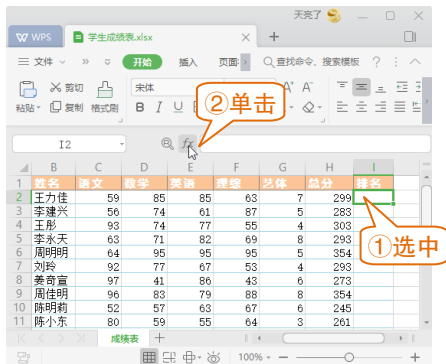 天亮了
WPS 学生成绩表.xlsx × +
文件 开始 插入 页面 查找命令、搜索模板 ?
剪切 宋体 A⁺ A⁻
粘贴 复制 格式刷 B I U
②单击
I2 fx
B C D E F G H I
1 姓名 语文 数学 英语 理综 艺体 总分 排名
2 王力佳 59 85 85 63 7 299
3 李建兴 56 74 61 87 5 283
4 王彤 93 74 77 55 4 303
5 李永天 63 71 82 69 8 293
6 周明明 64 95 95 95 5 354
7 刘玲 92 77 67 53 4 293
8 姜奇宣 97 41 86 43 6 273
9 周佳明 96 83 79 88 8 354
10 陈明莉 52 57 63 67 6 245
11 陈小东 80 59 55 64 3 261
①选中
成绩表 +
100% - +